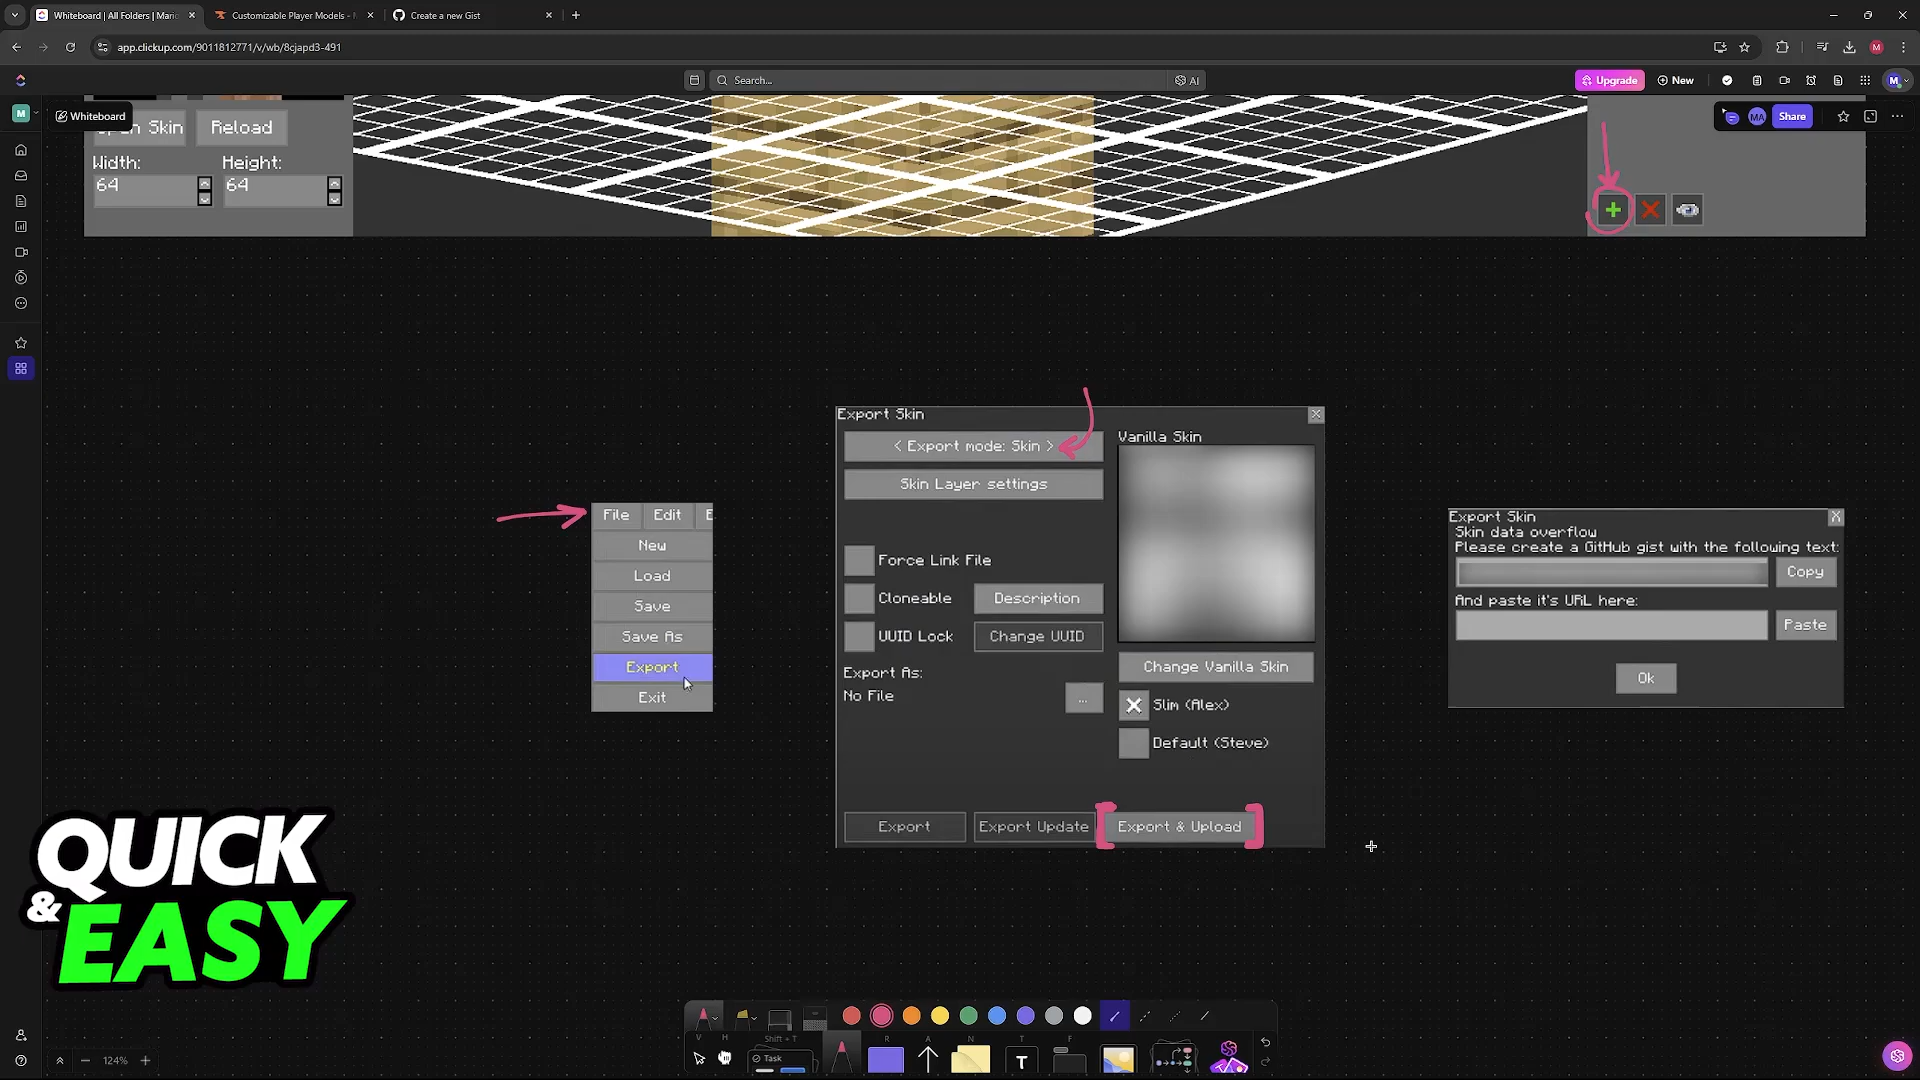 Whiteboard | All Folders | Mario
Customizable Player Models -
Create a new Gist
app.clickup.com/9011812771/v/wb/8cjapd3-491
M
Search...
AI
Upgrade
New
M
M
Whiteboard
MA
Share
Skin
Reload
Width:
Height:
64
64
File
Edit
E
New
Load
Save
Save As
Export
Exit
Export Skin
< Export mode: Skin >
Skin Layer settings
Force Link File
Cloneable
Description
UUID Lock
Change UUID
Export As:
No File
...
Vanilla Skin
Change Vanilla Skin
Slim (Alex)
Default (Steve)
Export
Export Update
Export & Upload
Export Skin
Skin data overflow
Please create a GitHub gist with the following text:
Copy
And paste it's URL here:
Paste
Ok
QUICK
& EASY
V
H
Shift + T
R
A
N
T
F
Task
T
124%